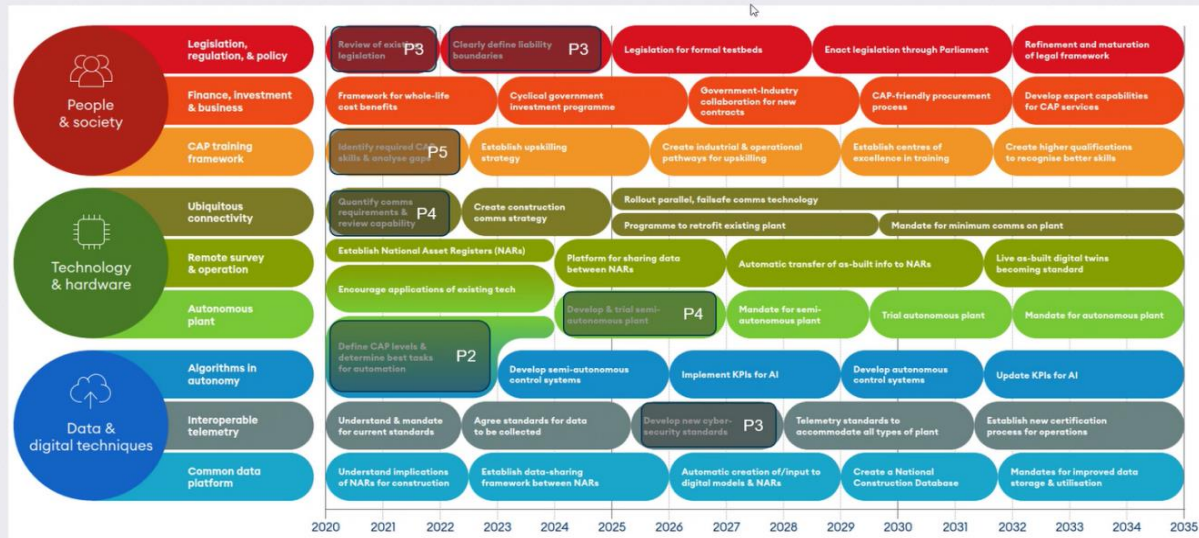 People
& society
Legislation,
regulation, & policy
Review of existing
legislation
P3
Clearly define liability
boundaries
P3
Legislation for formal testbeds
Enact legislation through Parliament
Refinement and maturation
of legal framework
Finance, investment
& business
Framework for whole-life
cost benefits
Cyclical government
investment programme
Government-Industry
collaboration for new
contracts
CAP-friendly procurement
process
Develop export capabilities
for CAP services
CAP training
framework
Identify required CAP
skills & analyse gaps
P5
Establish upskilling
strategy
Create industrial & operational
pathways for upskilling
Establish centres of
excellence in training
Create higher qualifications
to recognise better skills
Technology
& hardware
Ubiquitous
connectivity
Quantify comms
requirements &
review capability
P4
Create construction
comms strategy
Rollout parallel, failsafe comms technology
Programme to retrofit existing plant
Mandate for minimum comms on plant
Remote survey
& operation
Establish National Asset Registers (NARs)
Encourage applications of existing tech
Platform for sharing data
between NARs
Automatic transfer of as-built info to NARs
Live as-built digital twins
becoming standard
Autonomous
plant
Develop & trial semi-
autonomous plant
P4
Mandate for semi-
autonomous plant
Trial autonomous plant
Mandate for autonomous plant
Define CAP levels &
determine best tasks
for automation
P2
Data &
digital techniques
Algorithms in
autonomy
Develop semi-autonomous
control systems
Implement KPIs for AI
Develop autonomous
control systems
Update KPIs for AI
Interoperable
telemetry
Understand & mandate
for current standards
Agree standards for data
to be collected
Develop new cyber-
security standards
P3
Telemetry standards to
accommodate all types of plant
Establish new certification
process for operations
Common data
platform
Understand implications
of NARs for construction
Establish data-sharing
framework between NARs
Automatic creation of/input to
digital models & NARs
Create a National
Construction Database
Mandates for improved data
storage & utilisation
2020 2021 2022 2023 2024 2025 2026 2027 2028 2029 2030 2031 2032 2033 2034 2035